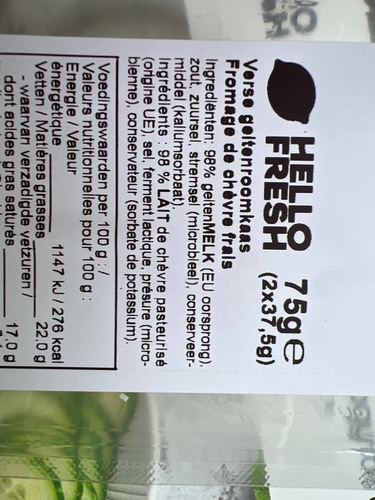 HELLO
FRESH
75g e
(2x37,5g)
Verse geitenroomkaas
Fromage de chèvre frais
Ingrediënten: 98% geitenMELK (EU oorsprong),
zout, zuursel, stremsel (microbieel), conserveer-
middel (kaliumsorbaat).
Ingrédients : 98 % LAIT de chèvre pasteurisé
(origine UE), sel, ferment lactique, présure (micro-
bienne), conservateur (sorbate de potassium).
Voedingswaarden per 100 g : /
Valeurs nutritionnelles pour 100 g :
Energie / Valeur
énergétique 1147 kJ / 276 kcal
Vetten / Matières grasses 22.0 g
- waarvan verzadigde vetzuren /
dont acides gras saturés 17.0 g